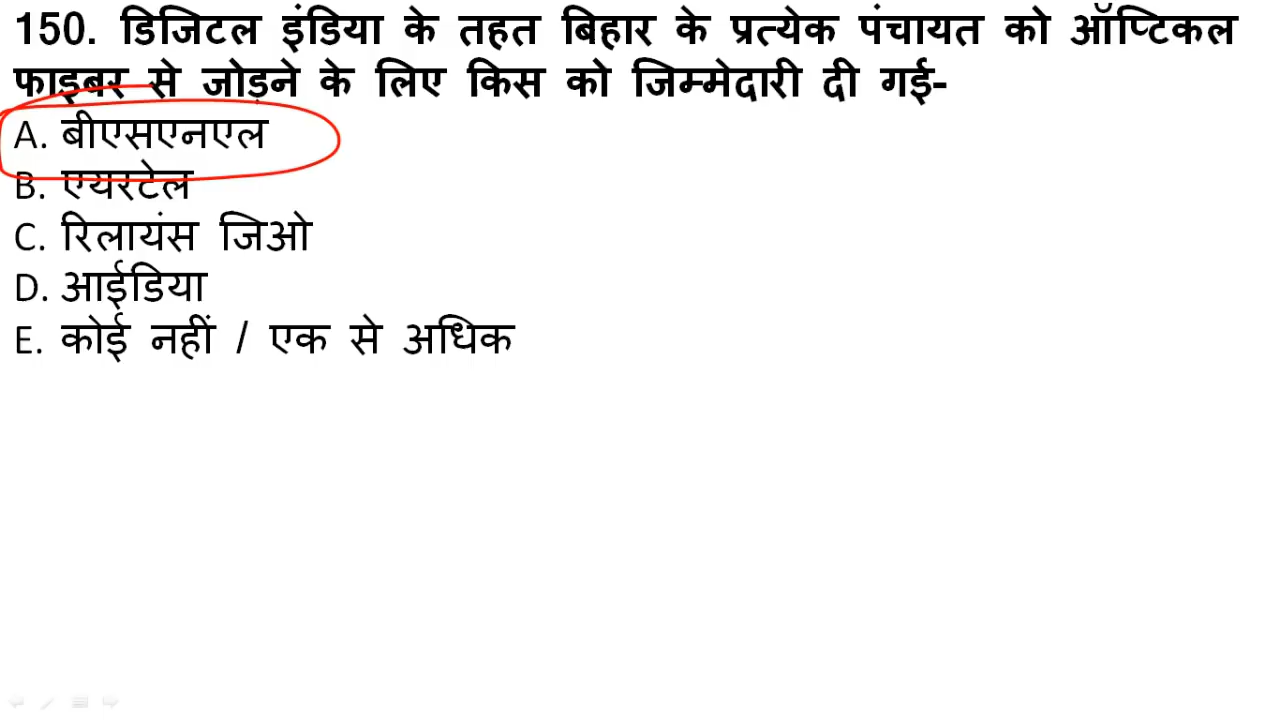 150. डिजिटल इंडिया के तहत बिहार के प्रत्येक पंचायत को ऑप्टिकल
फाइबर से जोड़ने के लिए किस को जिम्मेदारी दी गई-
A. बीएसएनएल
B. एयरटेल
C. रिलायंस जिओ
D. आईडिया
E. कोई नहीं / एक से अधिक